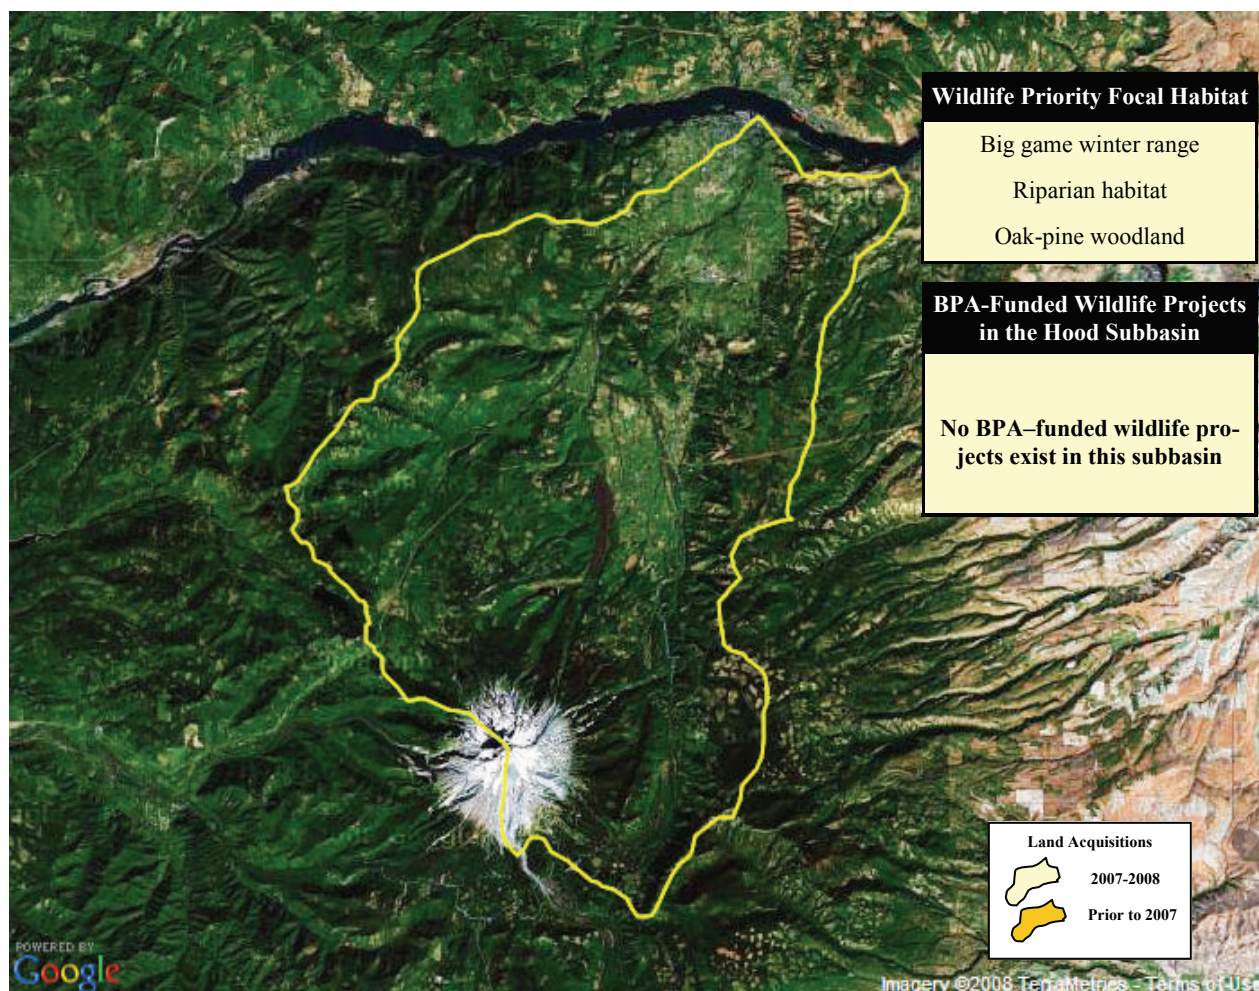 Wildlife Priority Focal Habitat
Big game winter range
Riparian habitat
Oak-pine woodland
BPA-Funded Wildlife Projects
in the Hood Subbasin
No BPA–funded wildlife pro-
jects exist in this subbasin
Land Acquisitions
2007-2008
Prior to 2007
POWERED BY
Google
Imagery ©2008 TerraMetrics - Terms of Us